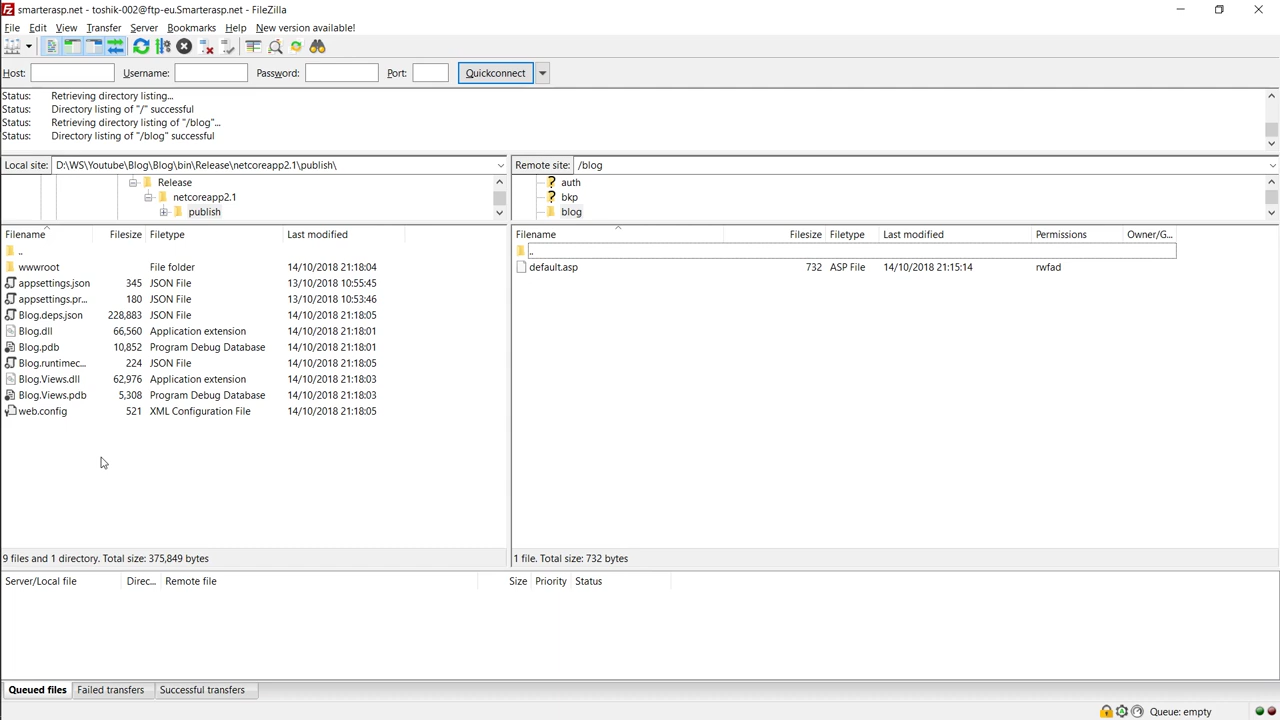 smarterasp.net - toshik-002@ftp-eu.Smarterasp.net - FileZilla
File Edit View Transfer Server Bookmarks Help New version available!
Host: Username: Password: Port: Quickconnect
Status: Retrieving directory listing...
Status: Directory listing of "/" successful
Status: Retrieving directory listing of "/blog"...
Status: Directory listing of "/blog" successful
Local site: D:\WS\Youtube\Blog\Blog\bin\Release\netcoreapp2.1\publish\
Release
netcoreapp2.1
publish
Filename Filesize Filetype Last modified
..
wwwroot File folder 14/10/2018 21:18:04
appsettings.json 345 JSON File 13/10/2018 10:55:45
appsettings.pr... 180 JSON File 13/10/2018 10:53:46
Blog.deps.json 228,883 JSON File 14/10/2018 21:18:05
Blog.dll 66,560 Application extension 14/10/2018 21:18:01
Blog.pdb 10,852 Program Debug Database 14/10/2018 21:18:01
Blog.runtimec... 224 JSON File 14/10/2018 21:18:05
Blog.Views.dll 62,976 Application extension 14/10/2018 21:18:03
Blog.Views.pdb 5,308 Program Debug Database 14/10/2018 21:18:03
web.config 521 XML Configuration File 14/10/2018 21:18:05
9 files and 1 directory. Total size: 375,849 bytes
Remote site: /blog
auth
bkp
blog
Filename Filesize Filetype Last modified Permissions Owner/G...
..
default.asp 732 ASP File 14/10/2018 21:15:14 rwfad
1 file. Total size: 732 bytes
Server/Local file Direc... Remote file Size Priority Status
Queued files Failed transfers Successful transfers
Queue: empty